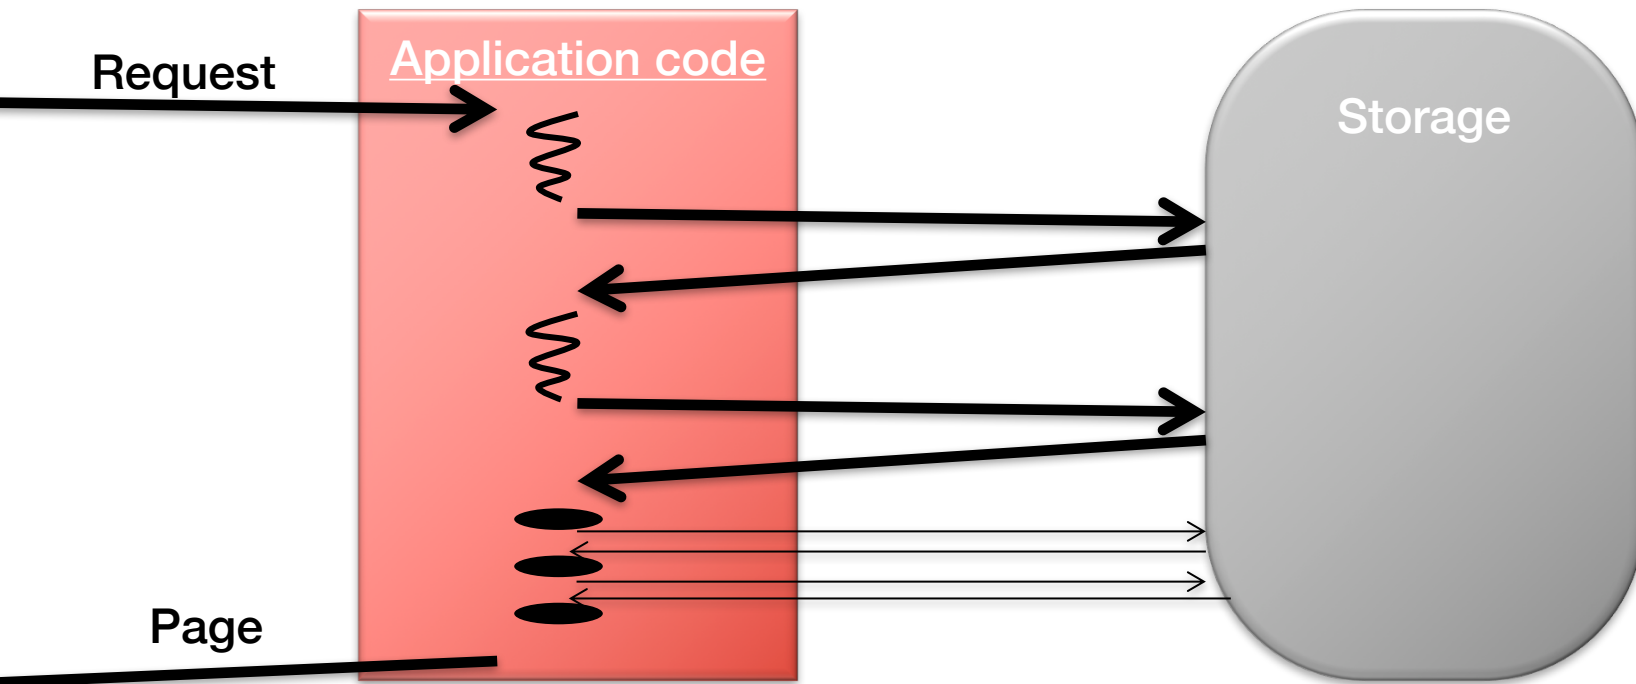 Request
Application code
Storage
Page